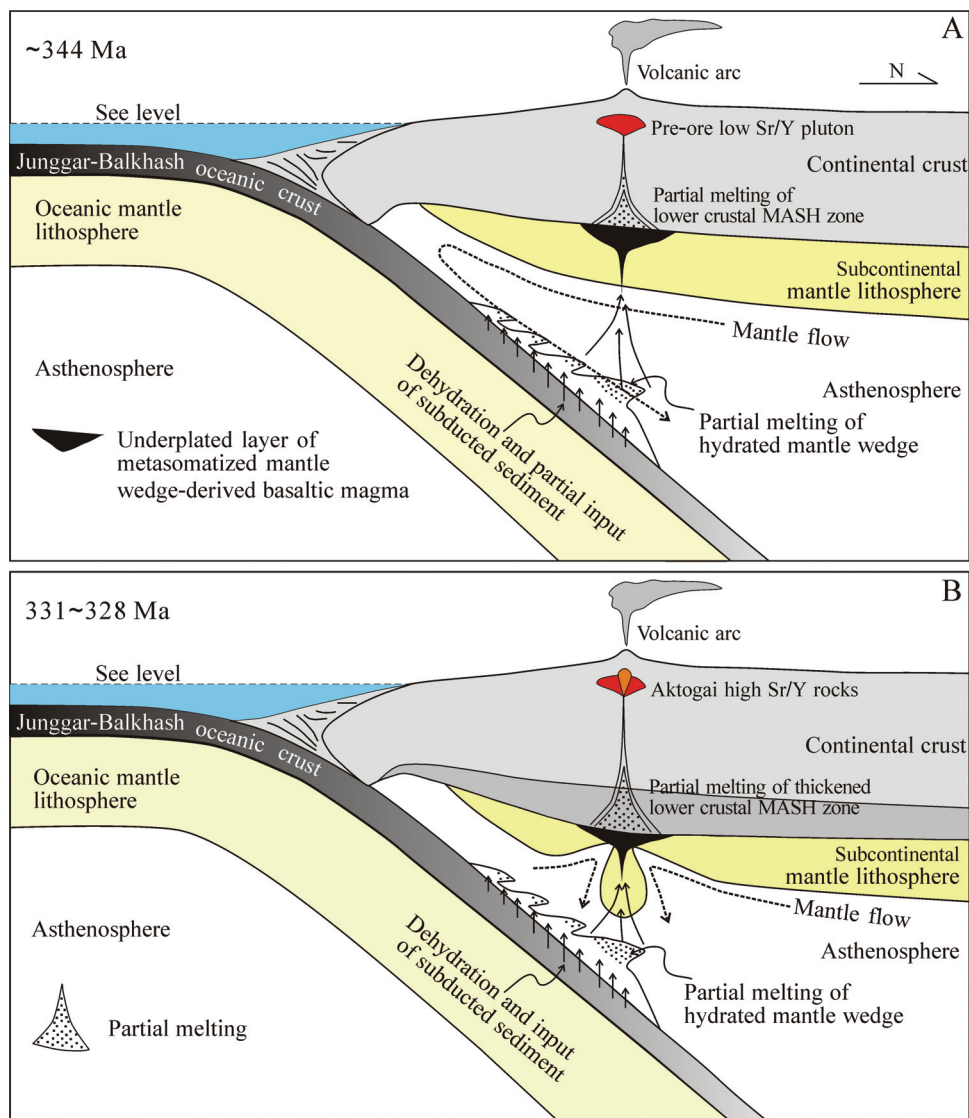 A
~344 Ma
Volcanic arc
N
See level
Pre-ore low Sr/Y pluton
Junggar-Balkhash oceanic crust
Continental crust
Partial melting of
lower crustal MASH zone
Oceanic mantle
lithosphere
Subcontinental
mantle lithosphere
Mantle flow
Asthenosphere
Asthenosphere
Dehydration and partial input
of subducted sediment
Partial melting of
hydrated mantle wedge
Underplated layer of
metasomatized mantle
wedge-derived basaltic magma
B
331~328 Ma
Volcanic arc
See level
Aktogai high Sr/Y rocks
Junggar-Balkhash oceanic crust
Continental crust
Oceanic mantle
lithosphere
Partial melting of thickened
lower crustal MASH zone
Subcontinental
mantle lithosphere
Mantle flow
Asthenosphere
Asthenosphere
Dehydration and input
of subducted sediment
Partial melting of
hydrated mantle wedge
Partial melting